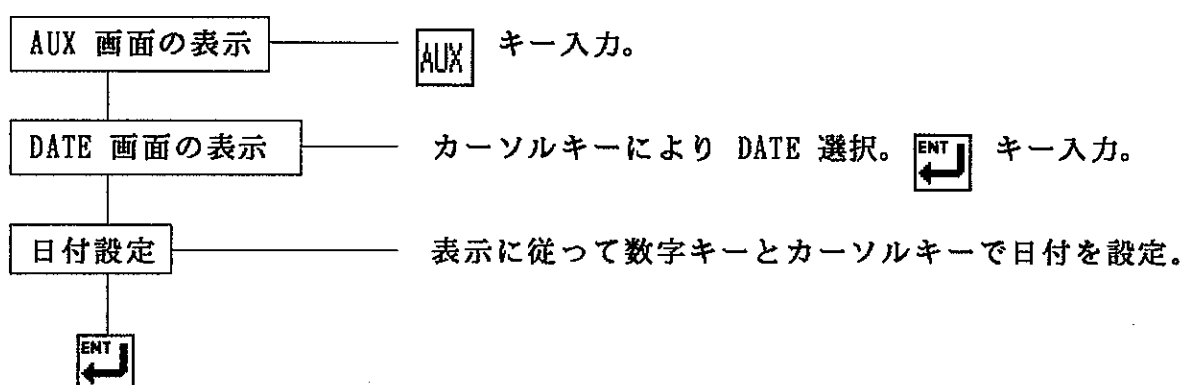 AUX 画面の表示 AUX キー入力。
DATE 画面の表示 カーソルキーにより DATE 選択。 ENT キー入力。
日付設定 表示に従って数字キーとカーソルキーで日付を設定。
ENT